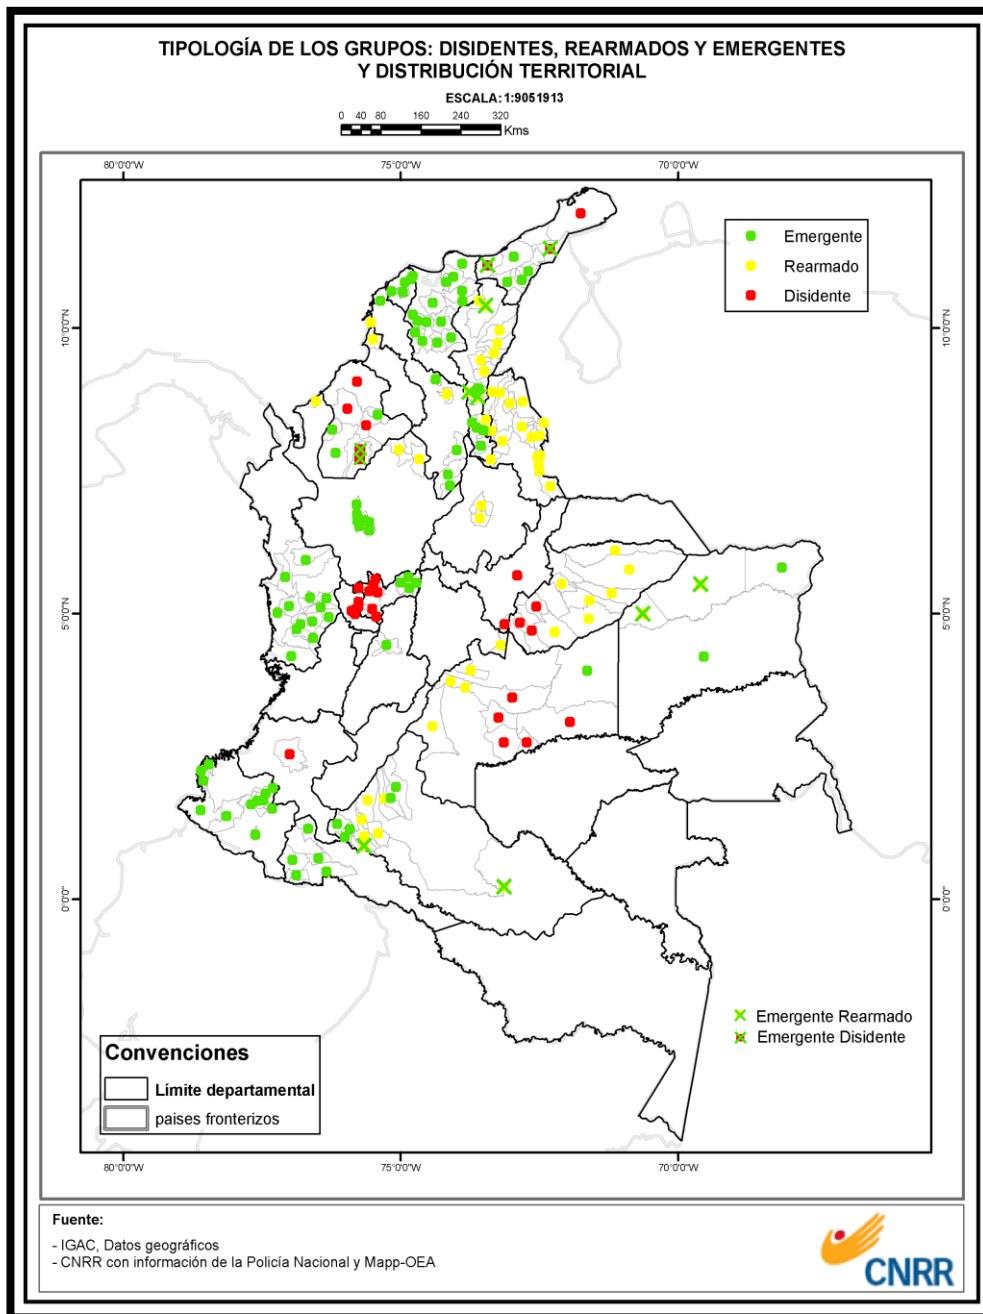 TIPOLOGÍA DE LOS GRUPOS: DISIDENTES, REARMADOS Y EMERGENTES
Y DISTRIBUCIÓN TERRITORIAL
ESCALA: 1:9051913
0 40 80 160 240 320
Kms
80°0'0"W 75°0'0"W 70°0'0"W
Emergente
Rearmado
Disidente
10°0'0"N 10°0'0"N
5°0'0"N 5°0'0"N
0°0'0" 0°0'0"
Emergente Rearmado
Emergente Disidente
Convenciones
Límite departamental
paises fronterizos
80°0'0"W 75°0'0"W 70°0'0"W
Fuente:
- IGAC, Datos geográficos
- CNRR con información de la Policía Nacional y Mapp-OEA
CNRR